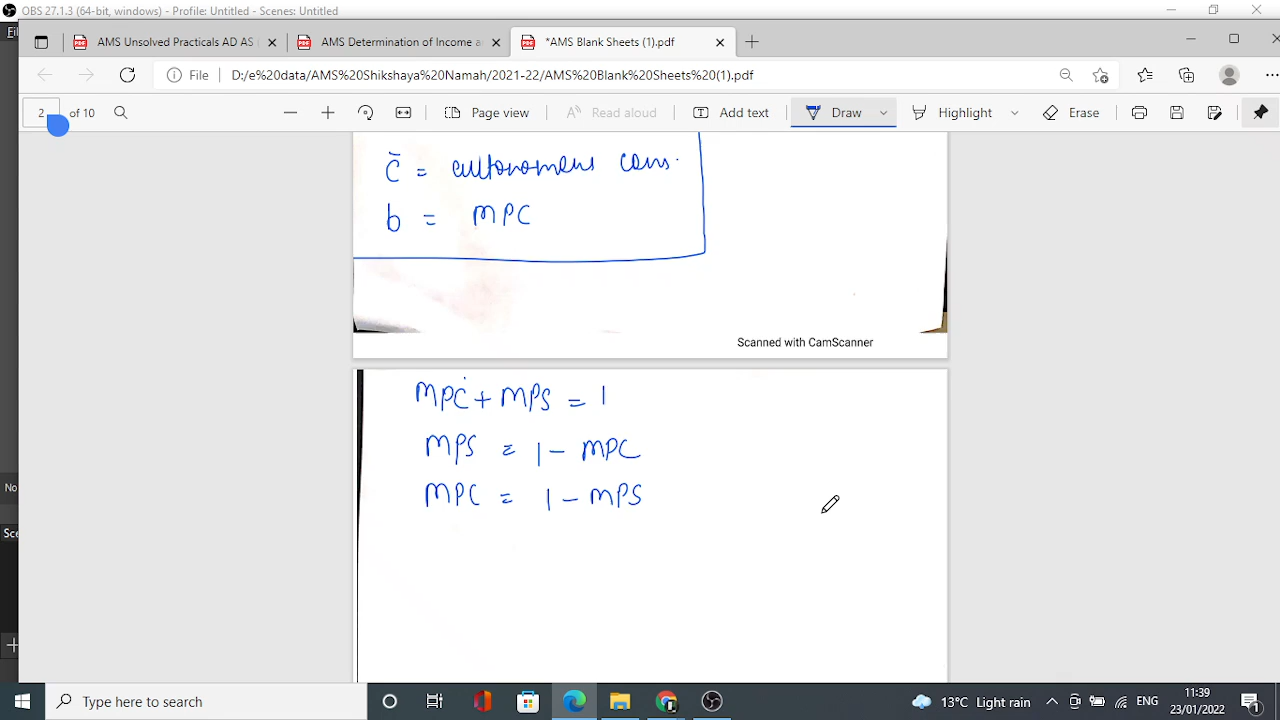 OBS 27.1.3 (64-bit, windows) - Profile: Untitled - Scenes: Untitled
Fil
AMS Unsolved Practicals AD AS
AMS Determination of Income a
*AMS Blank Sheets (1).pdf
File D:/e%20data/AMS%20Shikshaya%20Namah/2021-22/AMS%20Blank%20Sheets%20(1).pdf
2 of 10 Page view Read aloud Add text Draw Highlight Erase
c̄ = autonomous cons.
b = MPC
Scanned with CamScanner
MPC + MPS = 1
MPS = 1 - MPC
MPC = 1 - MPS
No
Sce
Type here to search
13°C Light rain
ENG
11:39
23/01/2022
1